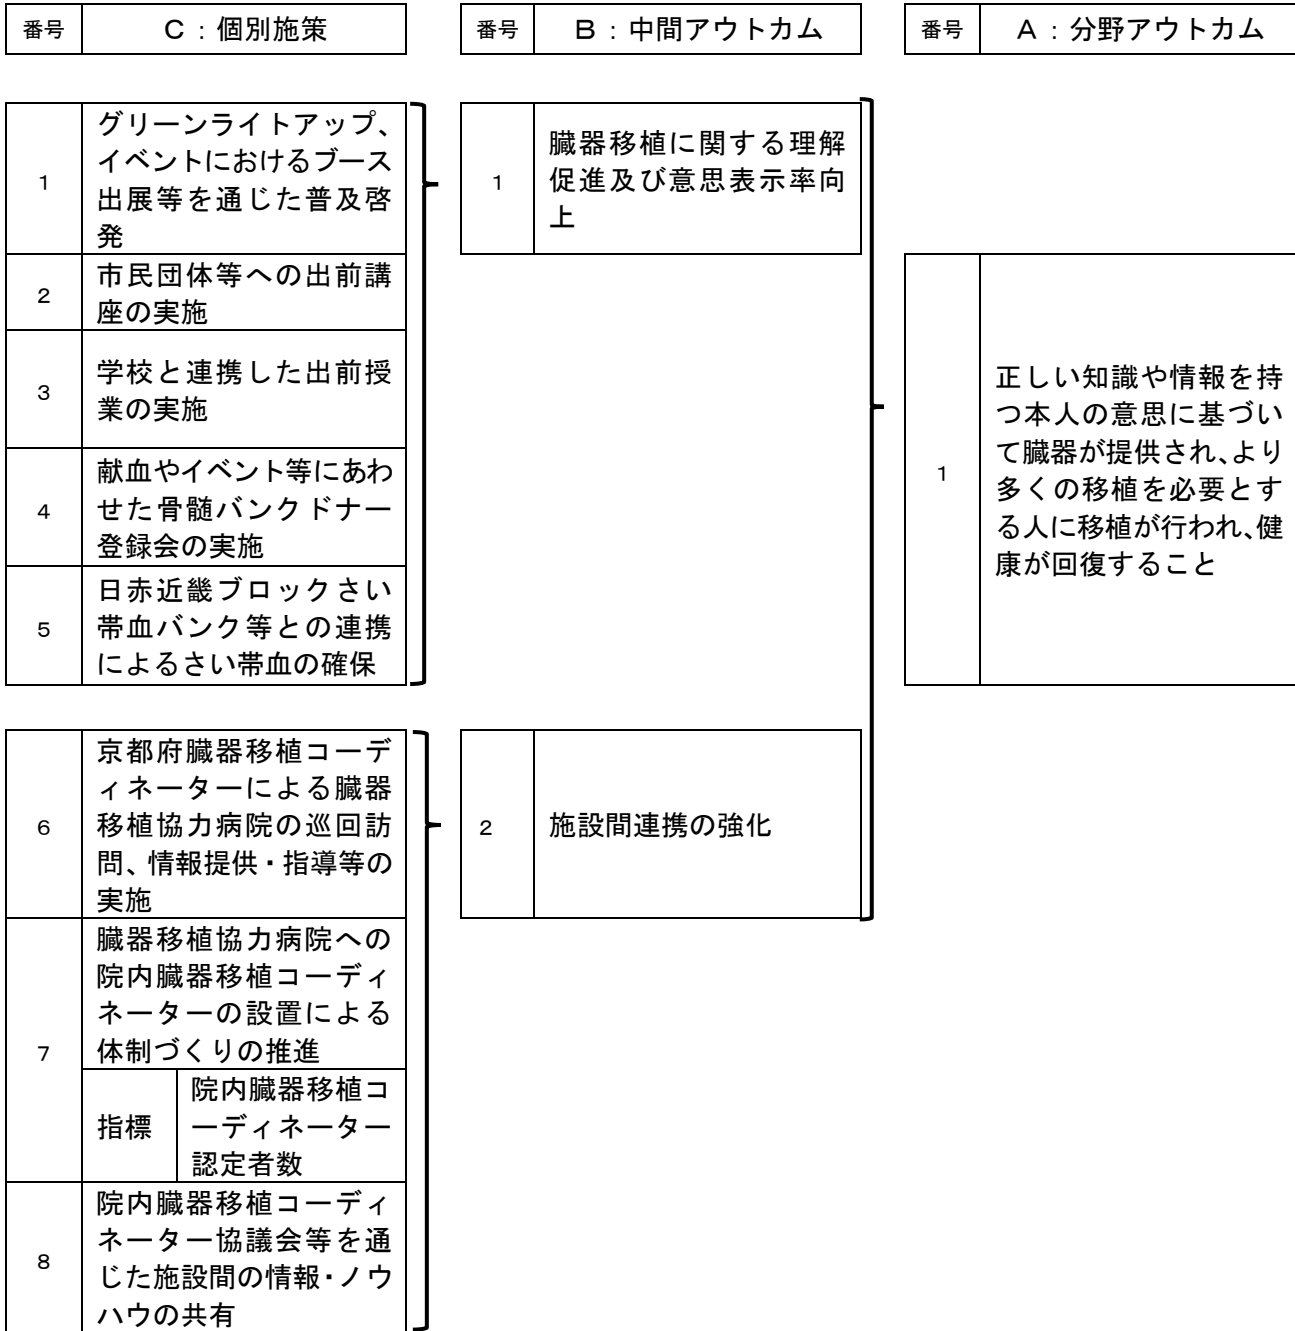 番号 C：個別施策 番号 B：中間アウトカム 番号 A：分野アウトカム
1
グリーンライトアップ、
イベントにおけるブース
出展等を通じた普及啓
発
2
市民団体等への出前講
座の実施
3
学校と連携した出前授
業の実施
4
献血やイベント等にあわ
せた骨髄バンクドナー
登録会の実施
5
日赤近畿ブロックさい
帯血バンク等との連携
によるさい帯血の確保
6
京都府臓器移植コーデ
ィネーターによる臓器
移植協力病院の巡回訪
問、情報提供・指導等の
実施
7
臓器移植協力病院への
院内臓器移植コーディ
ネーターの設置による
体制づくりの推進
指標
院内臓器移植コ
ーディネーター
認定者数
8
院内臓器移植コーディ
ネーター協議会等を通
じた施設間の情報・ノウ
ハウの共有
1
臓器移植に関する理解
促進及び意思表示率向
上
2
施設間連携の強化
1
正しい知識や情報を持
つ本人の意思に基づい
て臓器が提供され、より
多くの移植を必要とす
る人に移植が行われ、健
康が回復すること